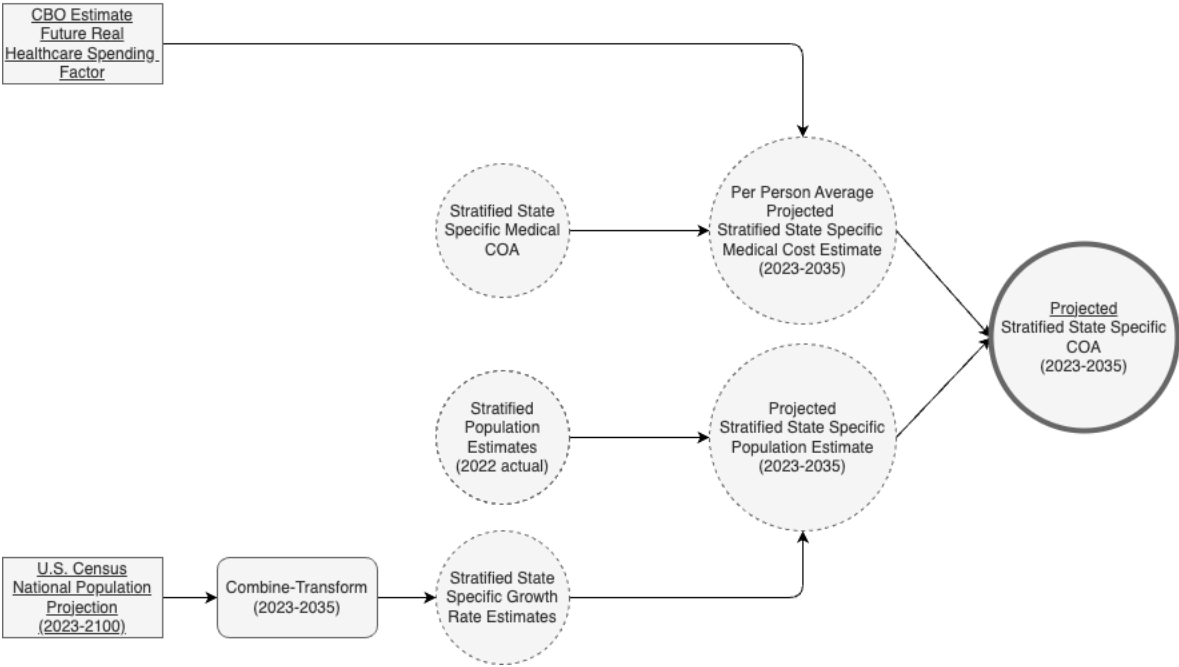 CBO Estimate
Future Real
Healthcare Spending
Factor
Stratified State
Specific Medical
COA
Per Person Average
Projected
Stratified State Specific
Medical Cost Estimate
(2023-2035)
Projected
Stratified State Specific
COA
(2023-2035)
Stratified
Population
Estimates
(2022 actual)
Projected
Stratified State Specific
Population Estimate
(2023-2035)
U.S. Census
National Population
Projection
(2023-2100)
Combine-Transform
(2023-2035)
Stratified State
Specific Growth
Rate Estimates